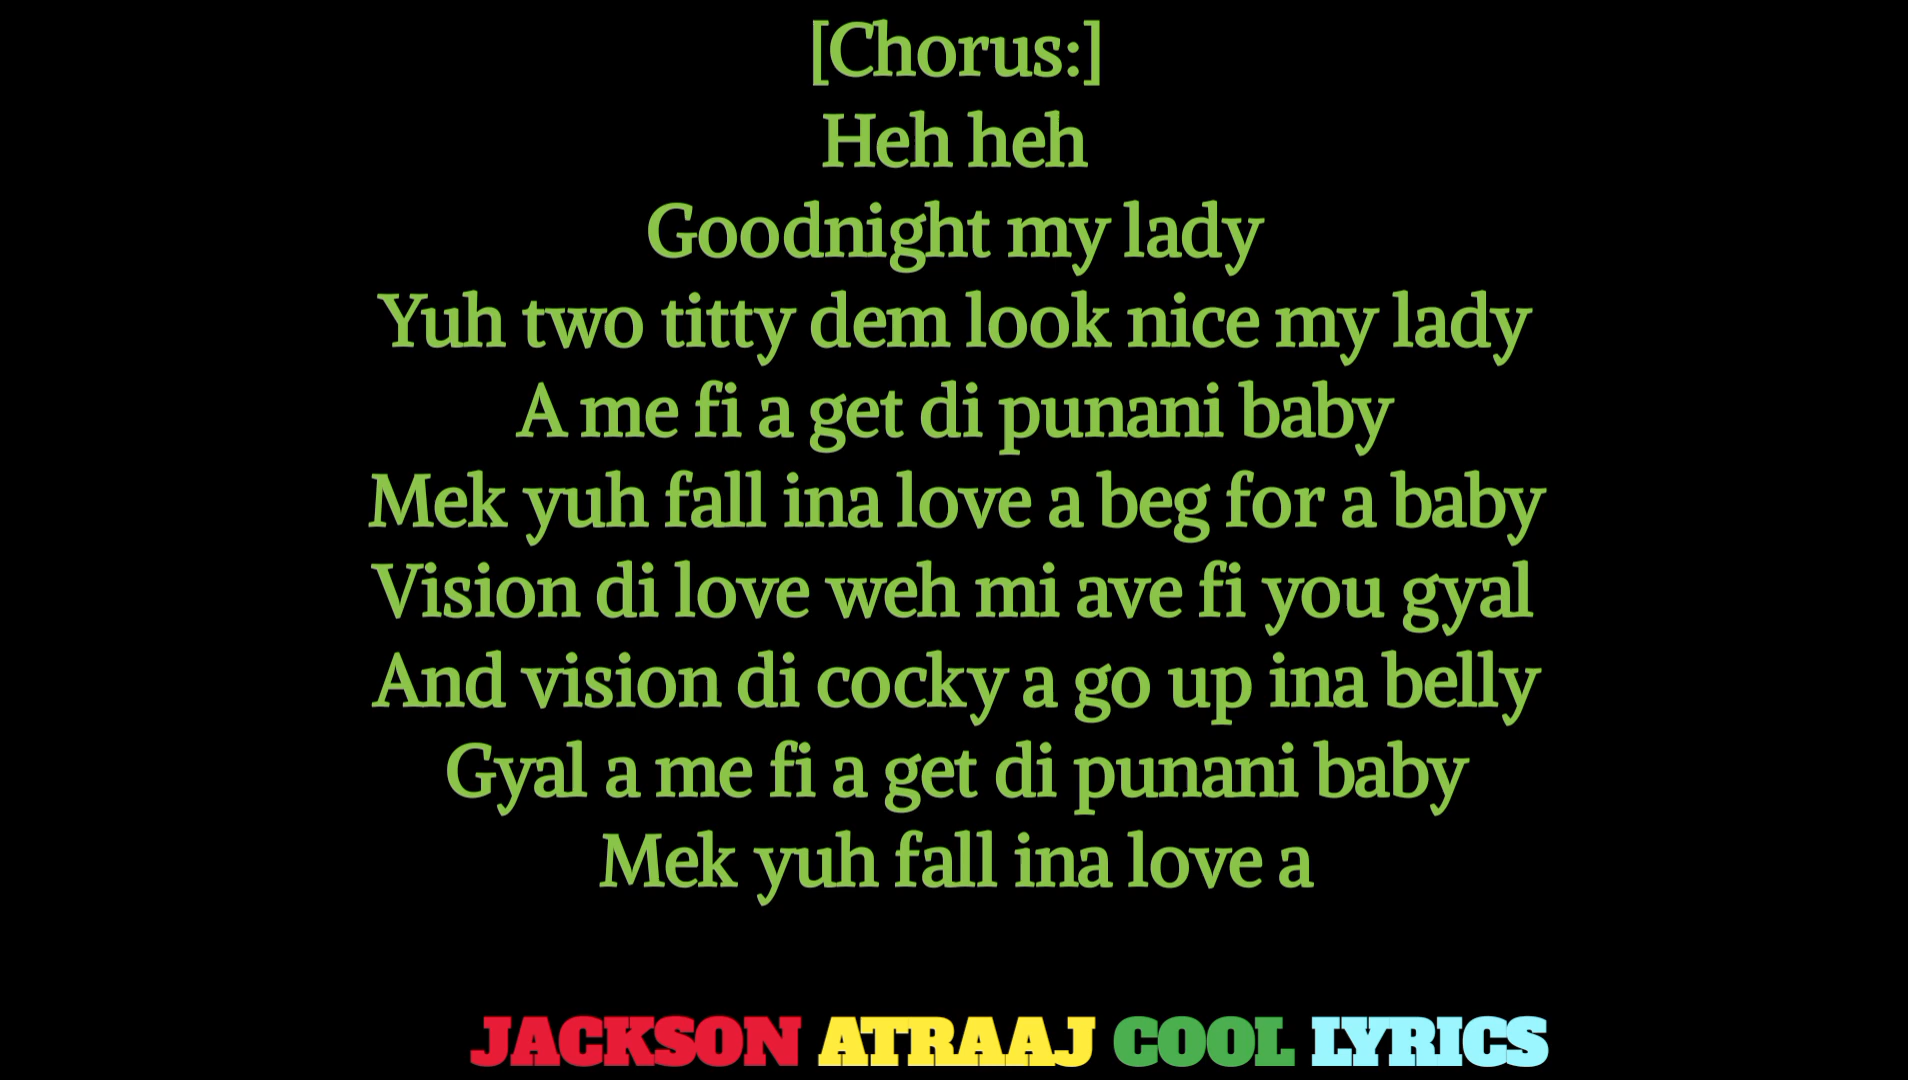 [Chorus:]
Heh heh
Goodnight my lady
Yuh two titty dem look nice my lady
A me fi a get di punani baby
Mek yuh fall ina love a beg for a baby
Vision di love weh mi ave fi you gyal
And vision di cocky a go up ina belly
Gyal a me fi a get di punani baby
Mek yuh fall ina love a
JACKSON ATRAAJ COOL LYRICS